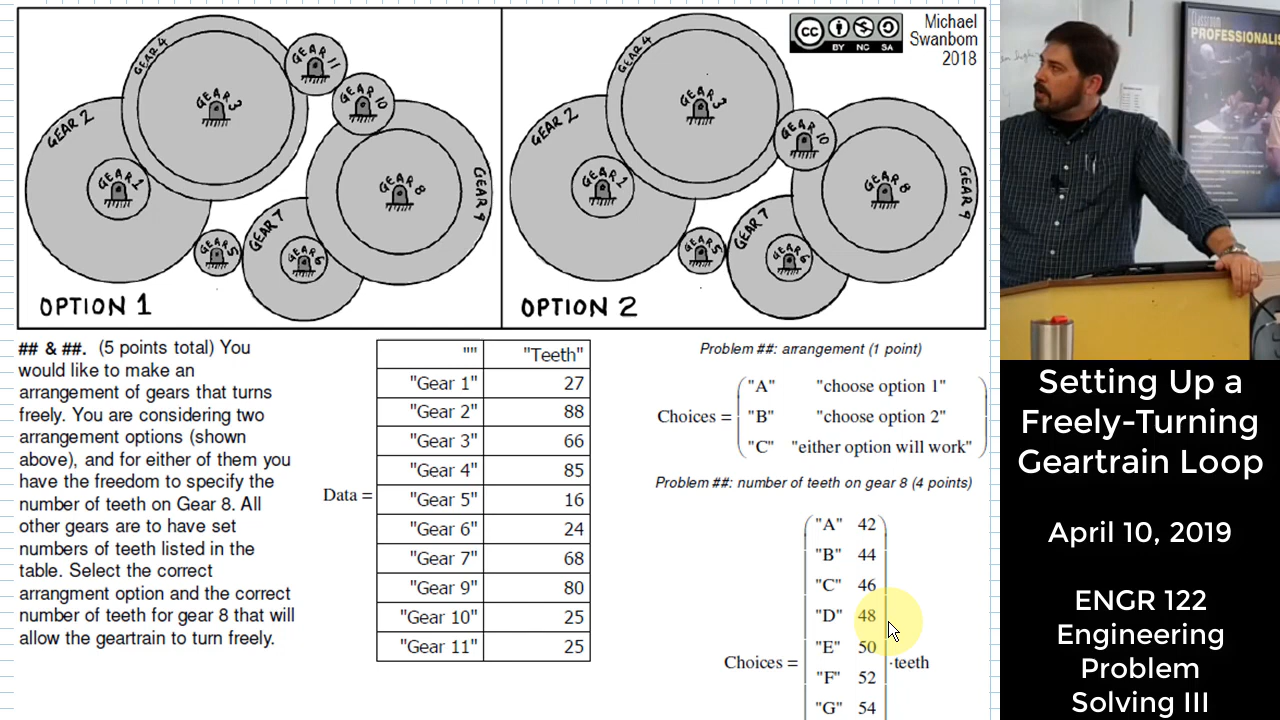 GEAR 4
GEAR 3
GEAR 11
GEAR 10
GEAR 2
GEAR 1
GEAR 8
GEAR 9
GEAR 7
GEAR 5
GEAR 6
OPTION 1
GEAR 4
GEAR 3
GEAR 10
GEAR 2
GEAR 1
GEAR 8
GEAR 9
GEAR 7
GEAR 5
GEAR 6
OPTION 2
cc
BY NC SA
Michael
Swanbom
2018
Classroom
PROFESSIONALIS
## & ##. (5 points total) You
would like to make an
arrangement of gears that turns
freely. You are considering two
arrangement options (shown
above), and for either of them you
have the freedom to specify the
number of teeth on Gear 8. All
other gears are to have set
numbers of teeth listed in the
table. Select the correct
arrangment option and the correct
number of teeth for gear 8 that will
allow the geartrain to turn freely.
Data =
"" "Teeth"
"Gear 1" 27
"Gear 2" 88
"Gear 3" 66
"Gear 4" 85
"Gear 5" 16
"Gear 6" 24
"Gear 7" 68
"Gear 9" 80
"Gear 10" 25
"Gear 11" 25
Problem ##: arrangement (1 point)
Choices =
"A" "choose option 1"
"B" "choose option 2"
"C" "either option will work"
Problem ##: number of teeth on gear 8 (4 points)
"A" 42
"B" 44
"C" 46
"D" 48
"E" 50
Choices = ·teeth
"F" 52
"G" 54
Setting Up a
Freely-Turning
Geartrain Loop
April 10, 2019
ENGR 122
Engineering
Problem
Solving III